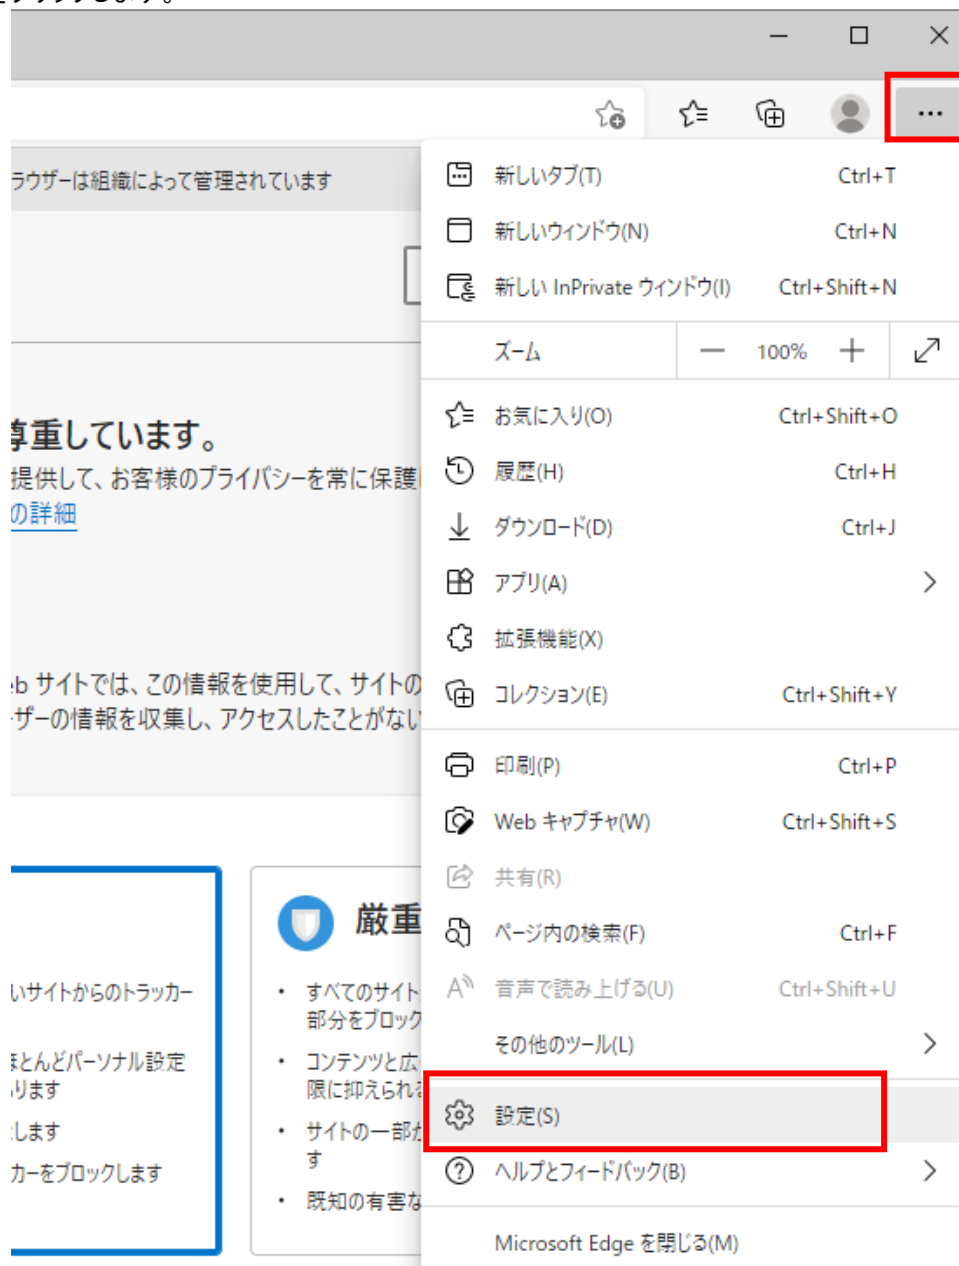 クリックします。
ラウザーは組織によって管理されています
尊重しています。
提供して、お客様のプライバシーを常に保護
の詳細
eb サイトでは、この情報を使用して、サイトの
ーザーの情報を収集し、アクセスしたことがない
いサイトからのトラッカー
ほとんどパーソナル設定
ります
します
カーをブロックします
厳重
・ すべてのサイト
部分をブロック
・ コンテンツと広
限に抑えられ
・ サイトの一部が
す
・ 既知の有害な
新しいタブ(T) Ctrl+T
新しいウィンドウ(N) Ctrl+N
新しい InPrivate ウィンドウ(I) Ctrl+Shift+N
ズーム — 100% +
お気に入り(O) Ctrl+Shift+O
履歴(H) Ctrl+H
ダウンロード(D) Ctrl+J
アプリ(A)
拡張機能(X)
コレクション(E) Ctrl+Shift+Y
印刷(P) Ctrl+P
Web キャプチャ(W) Ctrl+Shift+S
共有(R)
ページ内の検索(F) Ctrl+F
音声で読み上げる(U) Ctrl+Shift+U
その他のツール(L)
設定(S)
ヘルプとフィードバック(B)
Microsoft Edge を閉じる(M)